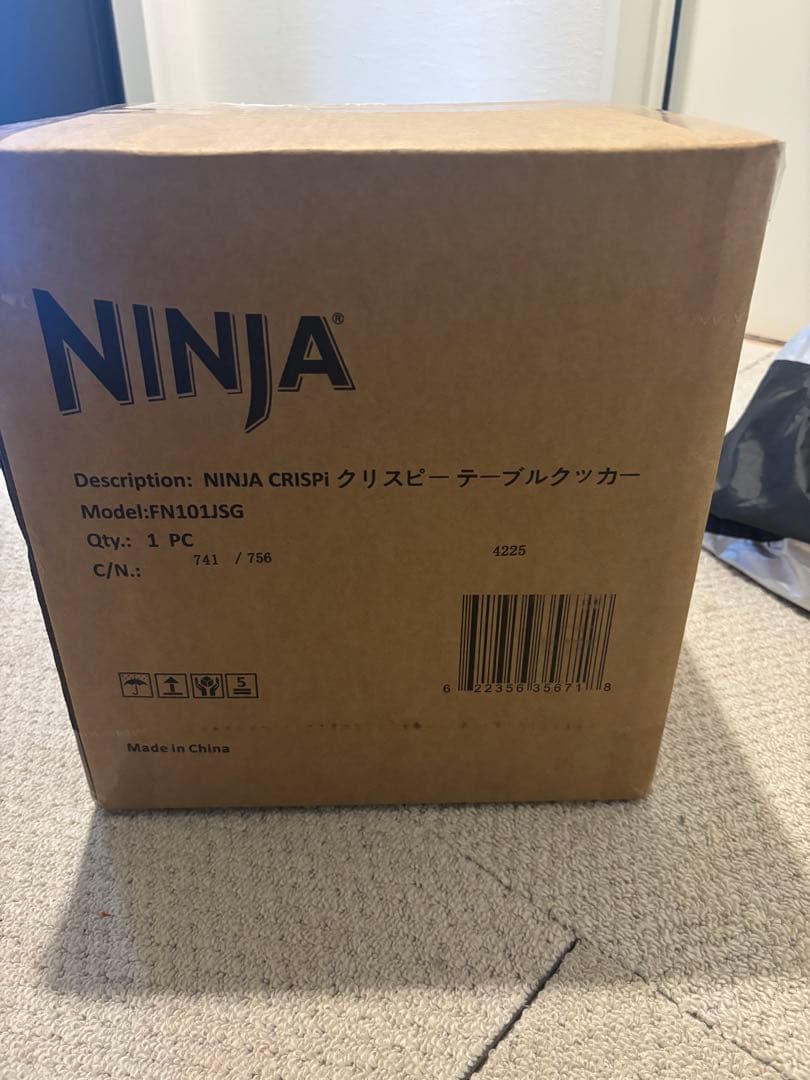 NINJA®
Description: NINJA CRISPi クリスピー テーブルクッカー
Model:FN101JSG
Qty.: 1 PC
C/N.: 741 / 756
4225
5
6 22356 35671 8
Made in China